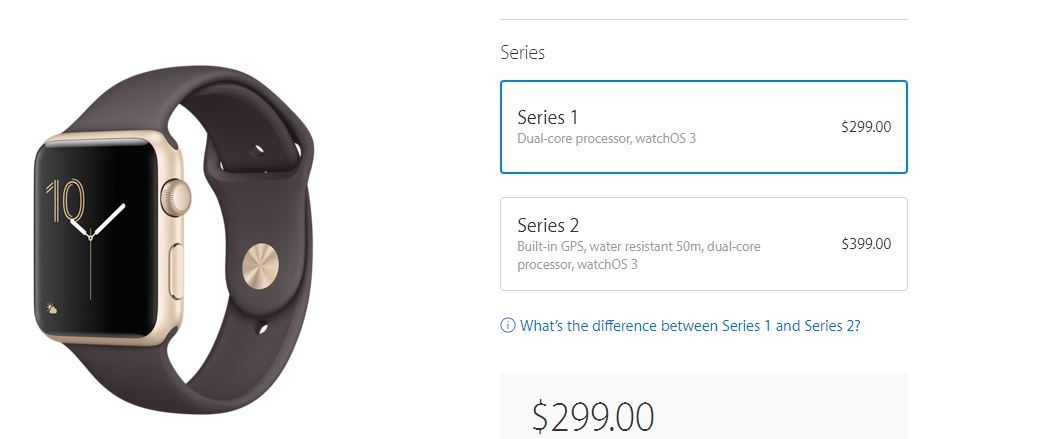 10
Series
Series 1
Dual-core processor, watchOS 3
$299.00
Series 2
Built-in GPS, water resistant 50m, dual-core
processor, watchOS 3
$399.00
What's the difference between Series 1 and Series 2?
$299.00